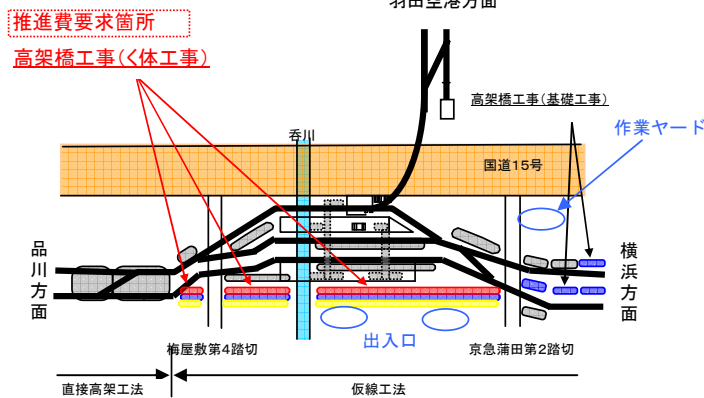 羽田空港方面
推進費要求箇所
高架橋工事(く体工事)
高架橋工事(基礎工事)
作業ヤード
呑川
国道15号
品川方面
横浜方面
出入口
梅屋敷第4踏切
京急蒲田第2踏切
直接高架工法
仮線工法